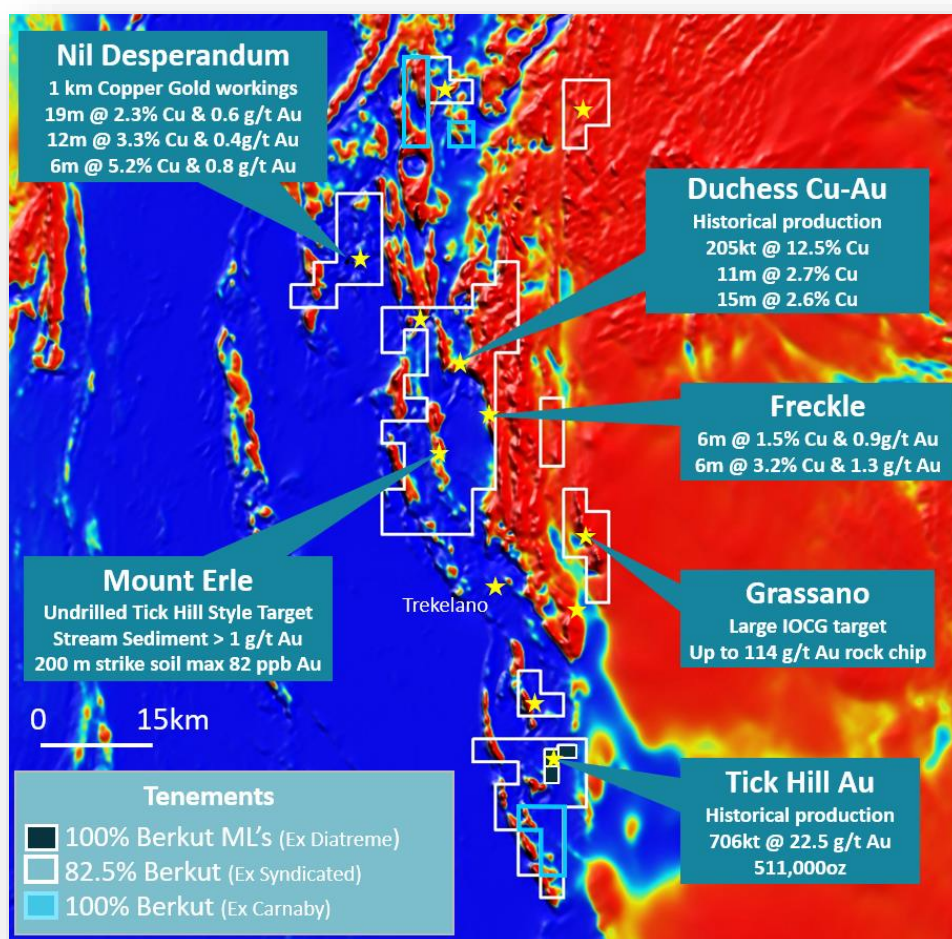 Nil Desperandum
1 km Copper Gold workings
19m @ 2.3% Cu & 0.6 g/t Au
12m @ 3.3% Cu & 0.4g/t Au
6m @ 5.2% Cu & 0.8 g/t Au
Duchess Cu-Au
Historical production
205kt @ 12.5% Cu
11m @ 2.7% Cu
15m @ 2.6% Cu
Freckle
6m @ 1.5% Cu & 0.9g/t Au
6m @ 3.2% Cu & 1.3 g/t Au
Mount Erle
Undrilled Tick Hill Style Target
Stream Sediment > 1 g/t Au
200 m strike soil max 82 ppb Au
Trekelano
Grassano
Large IOCG target
Up to 114 g/t Au rock chip
0 15km
Tick Hill Au
Historical production
706kt @ 22.5 g/t Au
511,000oz
Tenements
100% Berkut ML's (Ex Diatreme)
82.5% Berkut (Ex Syndicated)
100% Berkut (Ex Carnaby)